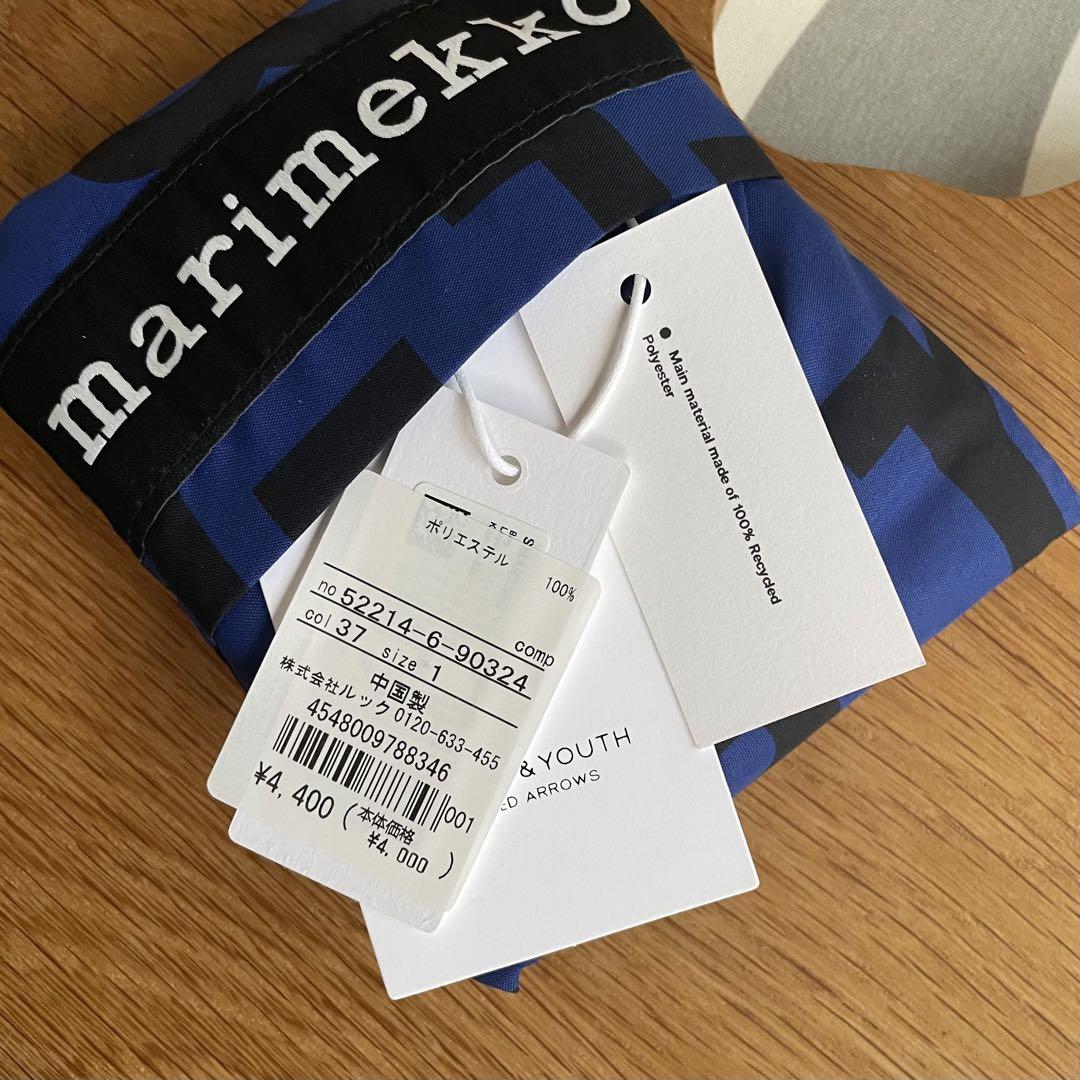 marimekko
● Main material made of 100% Recycled
Polyester
ポリエステル 100%
comp
no 52214-6-90324
col 37 size 1
中国製
株式会社ルック 0120-633-455
4548009788346
001
¥4,400 (本体価格
¥4,000)
& YOUTH
ARROWS